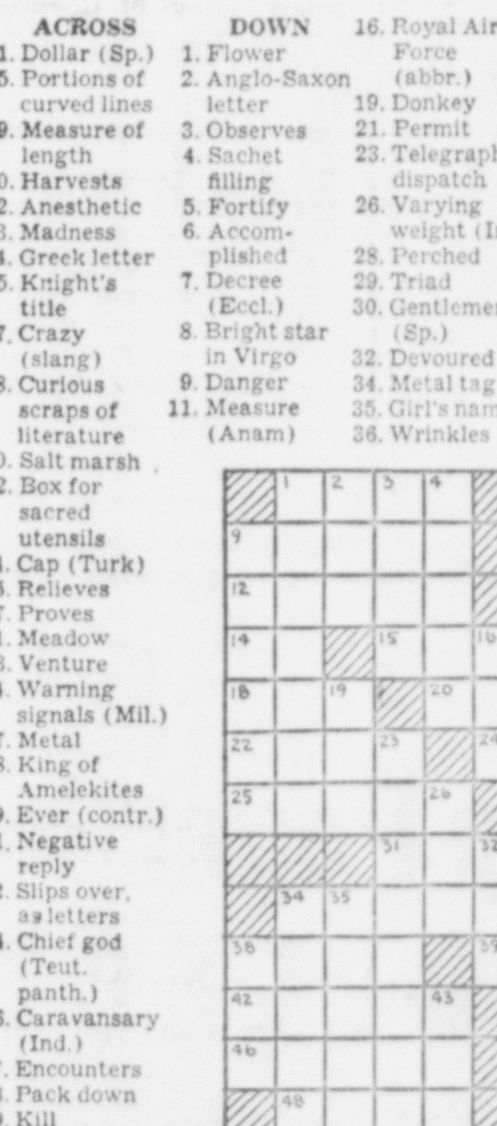 ACROSS
1. Dollar (Sp.)
5. Portions of
curved lines
9. Measure of
length
0. Harvests
2. Anesthetic
3. Madness
4. Greek letter
5. Knight's
title
7. Crazy
(slang)
8. Curious
scraps of
literature
0. Salt marsh
2. Box for
sacred
utensils
4. Cap (Turk)
5. Relieves
7. Proves
1. Meadow
3. Venture
4. Warning
signals (Mil.)
7. Metal
8. King of
Amelekites
9. Ever (contr.)
1. Negative
reply
2. Slips over,
as letters
4. Chief god
(Teut.
panth.)
6. Caravansary
(Ind.)
7. Encounters
8. Pack down
9. Kill
DOWN
1. Flower
2. Anglo-Saxon
letter
3. Observes
4. Sachet
filling
5. Fortify
6. Accom-
plished
7. Decree
(Eccl.)
8. Bright star
in Virgo
9. Danger
11. Measure
(Anam)
16. Royal Air
Force
(abbr.)
19. Donkey
21. Permit
23. Telegraph
dispatch
26. Varying
weight (I
28. Perched
29. Triad
30. Gentlemen
(Sp.)
32. Devoured
34. Metal tag
35. Girl's nam
36. Wrinkles
1 2 3 4
9
12
14 15 16
18 19 20
22 23 24
25 26
31 32
34 35
38 39
42 43
46
48